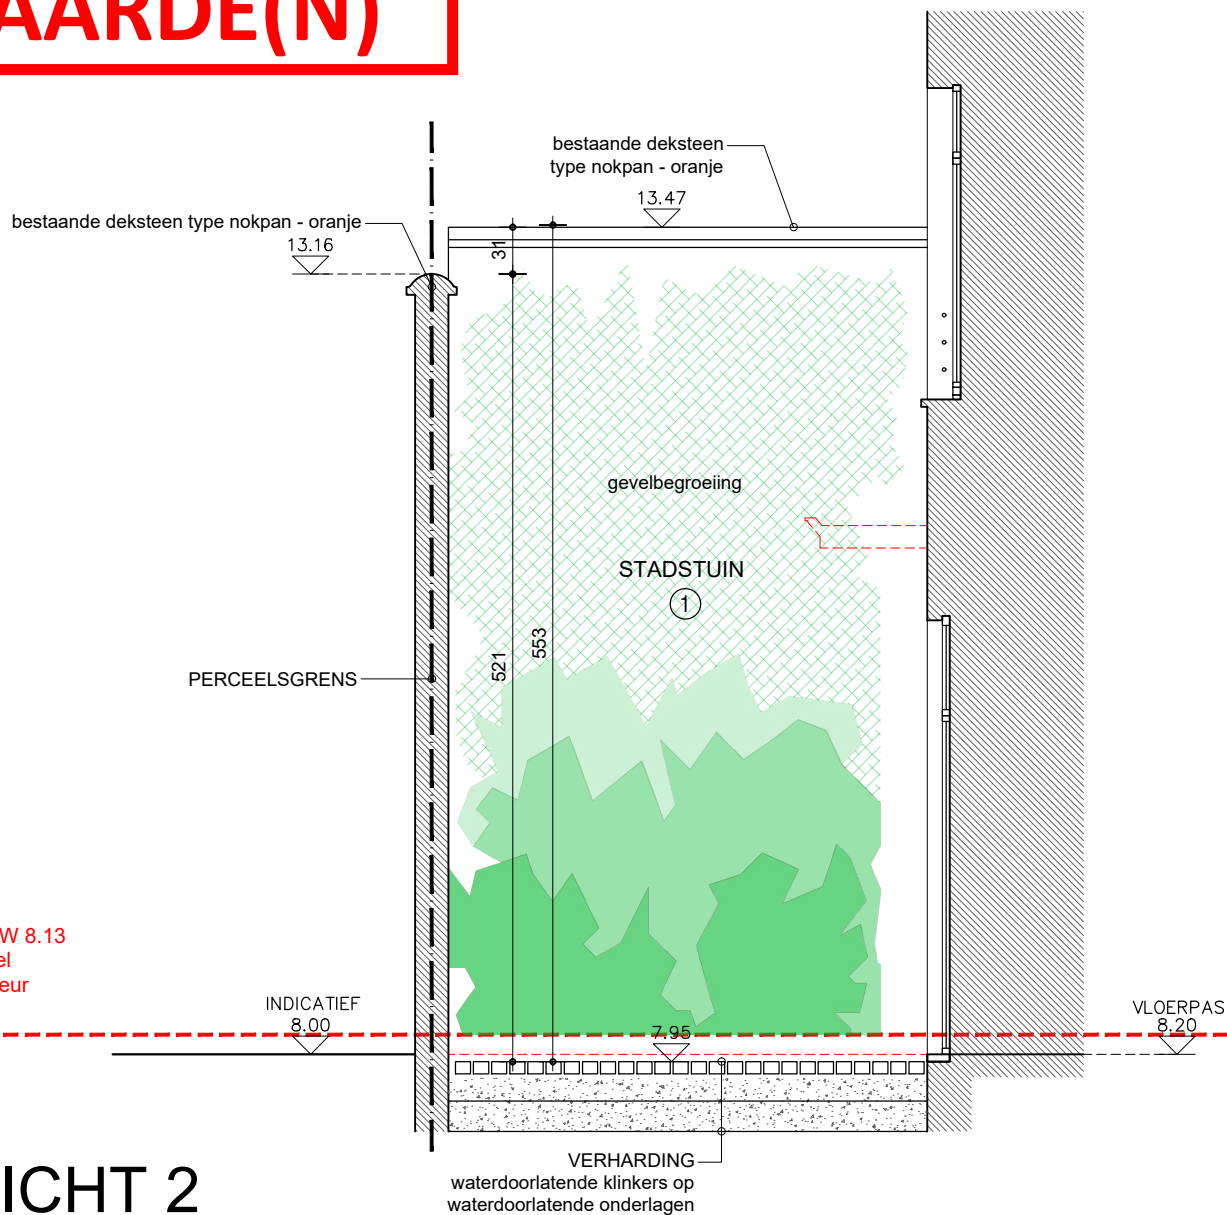 AARDE(N)
bestaande deksteen
type nokpan - oranje
13.47
bestaande deksteen type nokpan - oranje
13.16
31
gevelbegroeiing
STADSTUIN
1
553
521
PERCEELSGRENS
W 8.13
el
eur
INDICATIEF
8.00
7.95
VLOERPAS
8.20
VERHARDING
waterdoorlatende klinkers op
waterdoorlatende onderlagen
ICHT 2